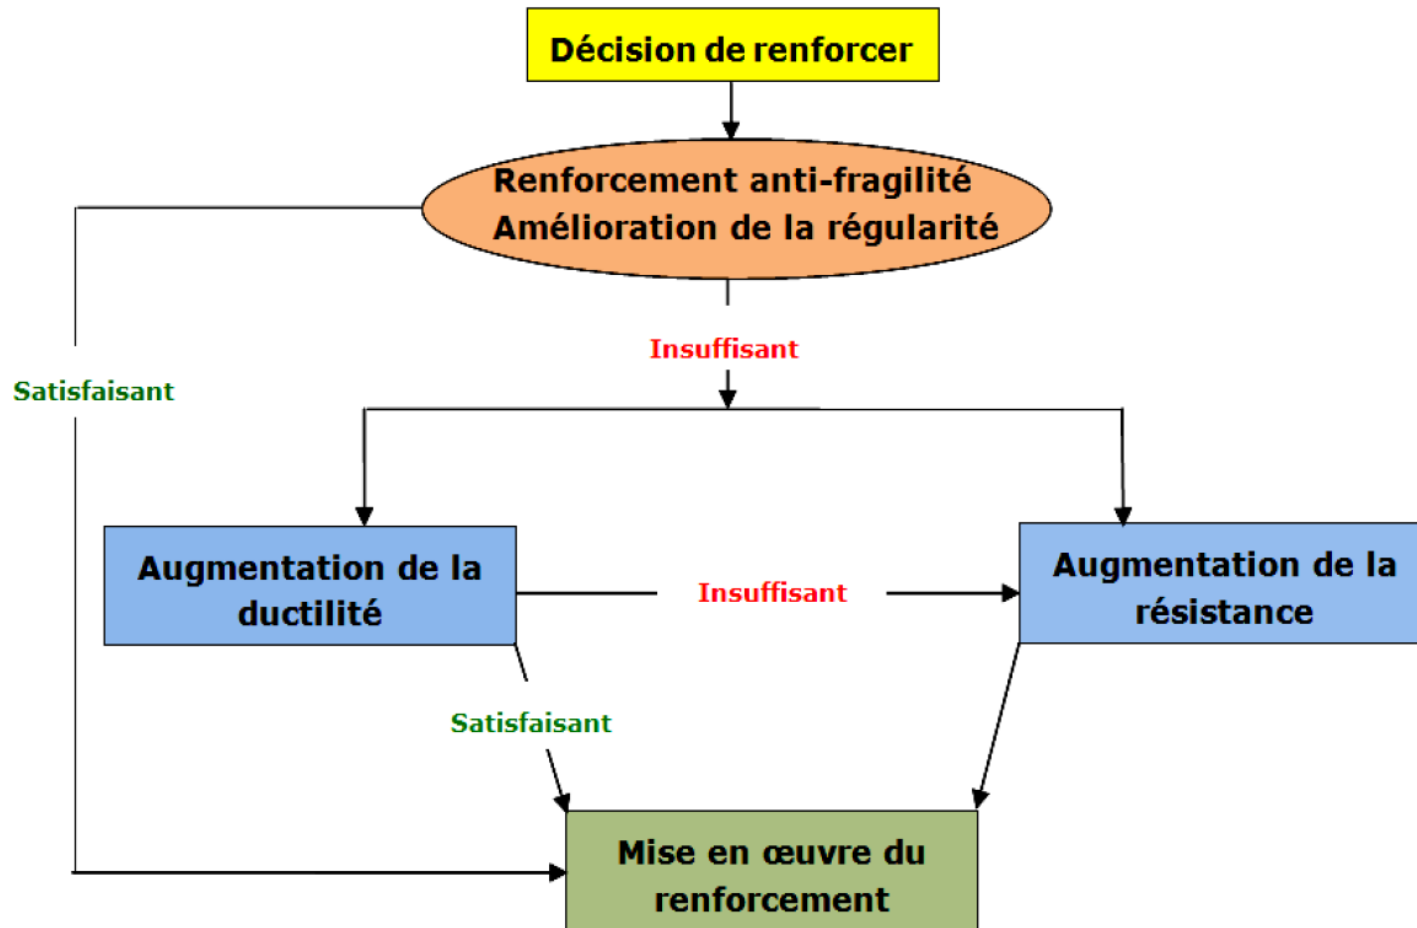 Décision de renforcer
Renforcement anti-fragilité
Amélioration de la régularité
Insuffisant
Satisfaisant
Augmentation de la
ductilité
Insuffisant
Augmentation de la
résistance
Satisfaisant
Mise en œuvre du
renforcement